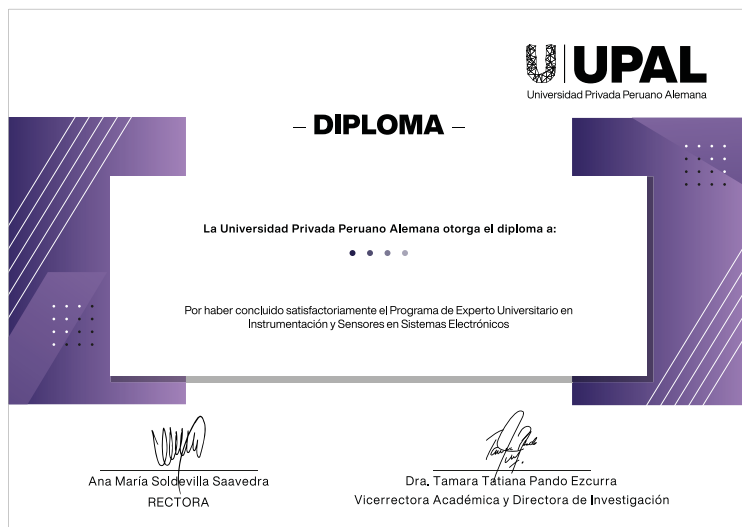 UPAL
Universidad Privada Peruano Alemana
– DIPLOMA –
La Universidad Privada Peruano Alemana otorga el diploma a:
Por haber concluido satisfactoriamente el Programa de Experto Universitario en
Instrumentación y Sensores en Sistemas Electrónicos
Ana María Soldevilla Saavedra
RECTORA
Dra. Tamara Tatiana Pando Ezcurra
Vicerrectora Académica y Directora de Investigación